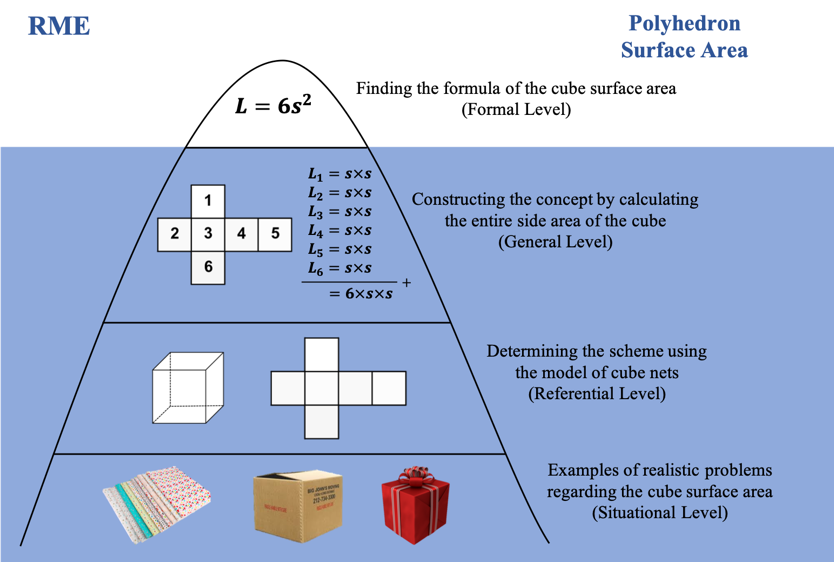 RME
Polyhedron
Surface Area
L = 6s²
Finding the formula of the cube surface area
(Formal Level)
1
2 3 4 5
6
L₁ = s×s
L₂ = s×s
L₃ = s×s
L₄ = s×s
L₅ = s×s
L₆ = s×s
+
= 6×s×s
Constructing the concept by calculating
the entire side area of the cube
(General Level)
Determining the scheme using
the model of cube nets
(Referential Level)
Examples of realistic problems
regarding the cube surface area
(Situational Level)